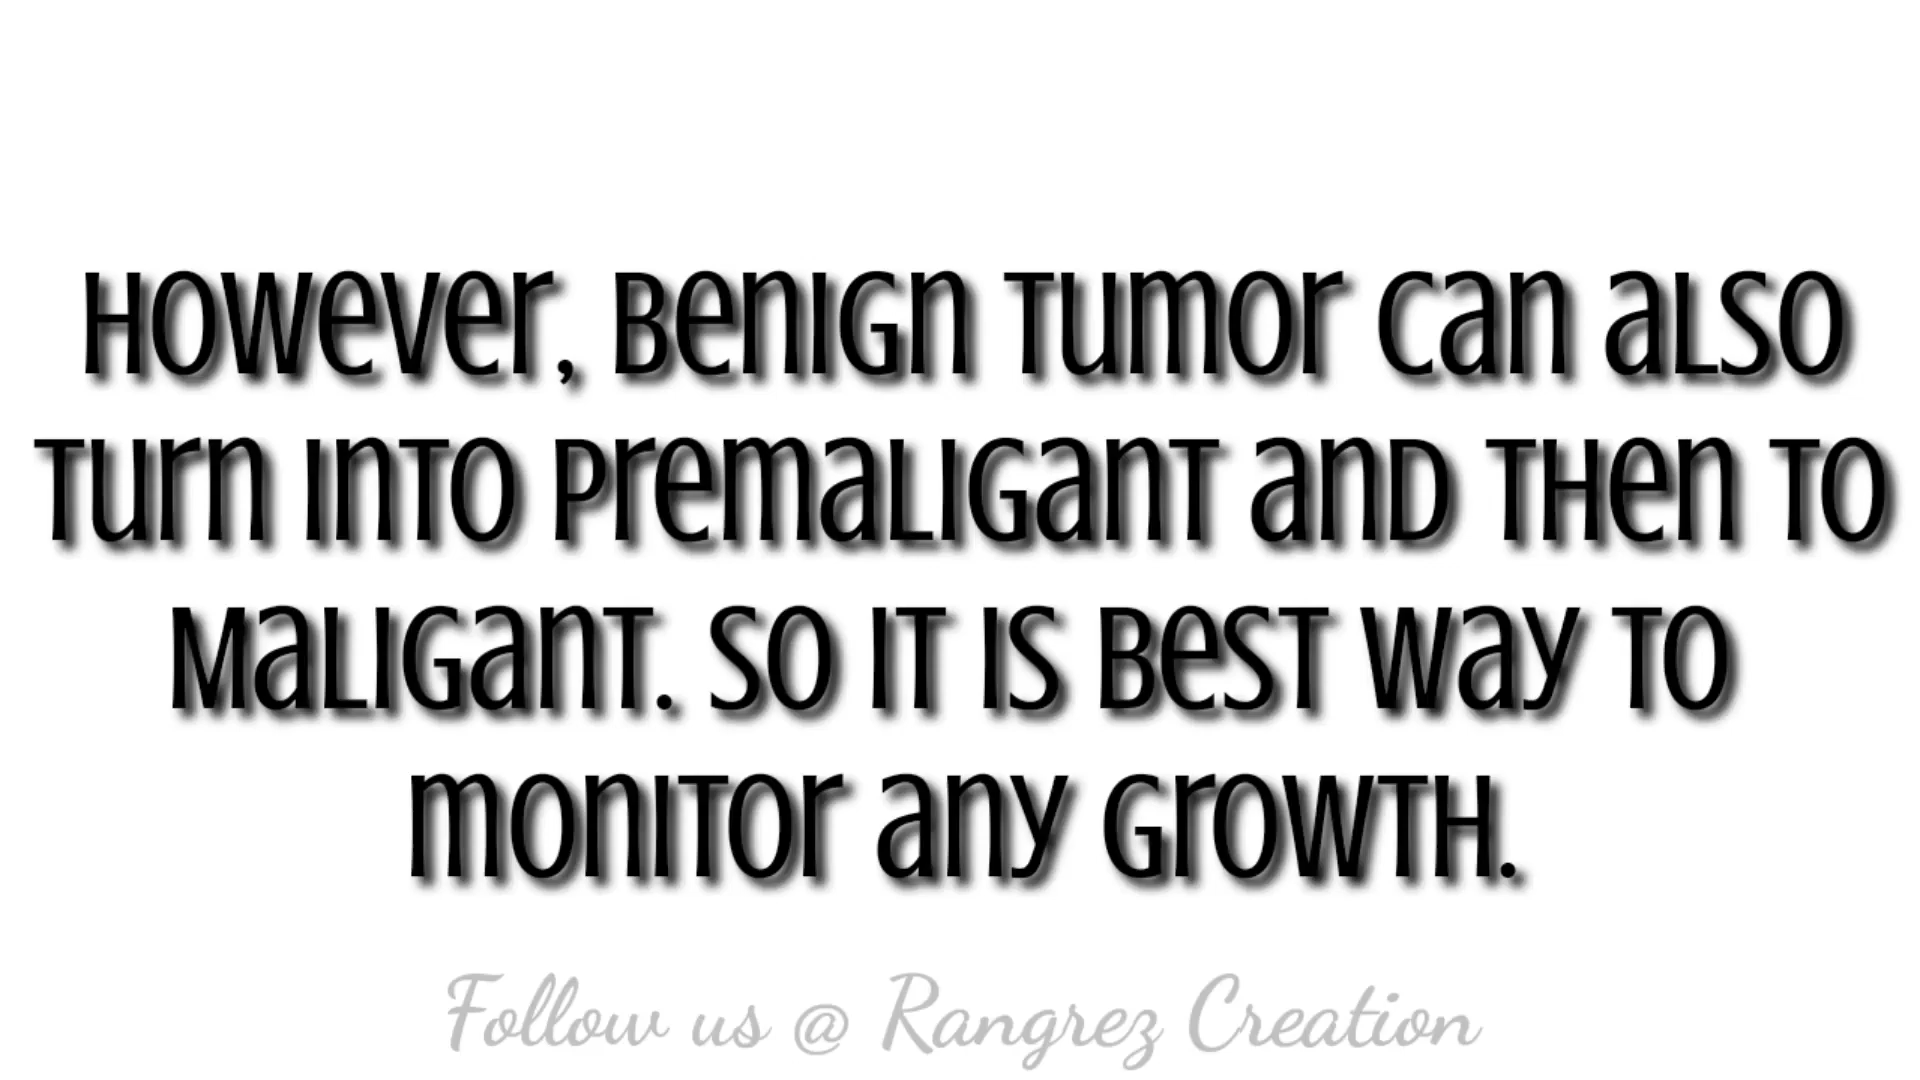 However, Benign Tumor can also
turn into premaligant and then to
Maligant. So it is best way to
monitor any growth.
Follow us @ Rangrez Creation